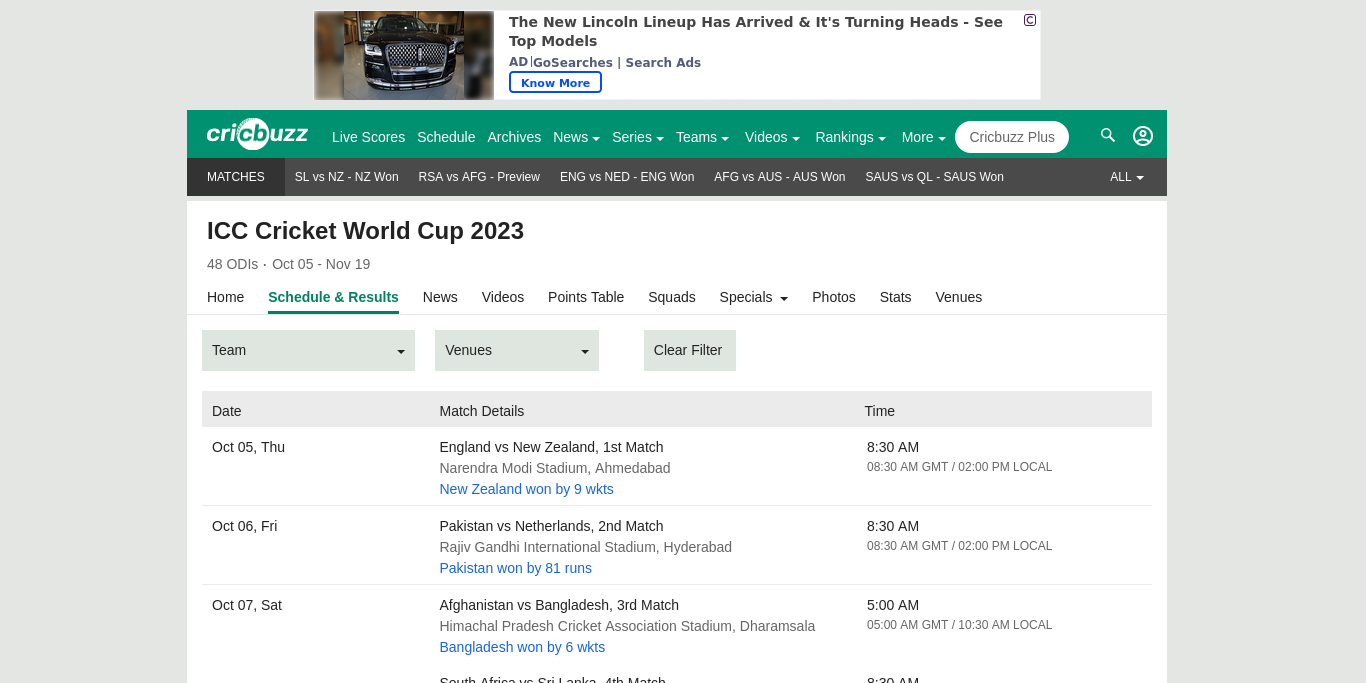 The New Lincoln Lineup Has Arrived & It's Turning Heads - See
Top Models
AD | GoSearches | Search Ads
Know More
cricbuzz Live Scores Schedule Archives News Series Teams Videos Rankings More Cricbuzz Plus
MATCHES SL vs NZ - NZ Won RSA vs AFG - Preview ENG vs NED - ENG Won AFG vs AUS - AUS Won SAUS vs QL - SAUS Won ALL
ICC Cricket World Cup 2023
48 ODIs · Oct 05 - Nov 19
Home Schedule & Results News Videos Points Table Squads Specials Photos Stats Venues
Team Venues Clear Filter
Date Match Details Time
Oct 05, Thu England vs New Zealand, 1st Match 8:30 AM
Narendra Modi Stadium, Ahmedabad 08:30 AM GMT / 02:00 PM LOCAL
New Zealand won by 9 wkts
Oct 06, Fri Pakistan vs Netherlands, 2nd Match 8:30 AM
Rajiv Gandhi International Stadium, Hyderabad 08:30 AM GMT / 02:00 PM LOCAL
Pakistan won by 81 runs
Oct 07, Sat Afghanistan vs Bangladesh, 3rd Match 5:00 AM
Himachal Pradesh Cricket Association Stadium, Dharamsala 05:00 AM GMT / 10:30 AM LOCAL
Bangladesh won by 6 wkts
South Africa vs Sri Lanka, 4th Match 8:30 AM